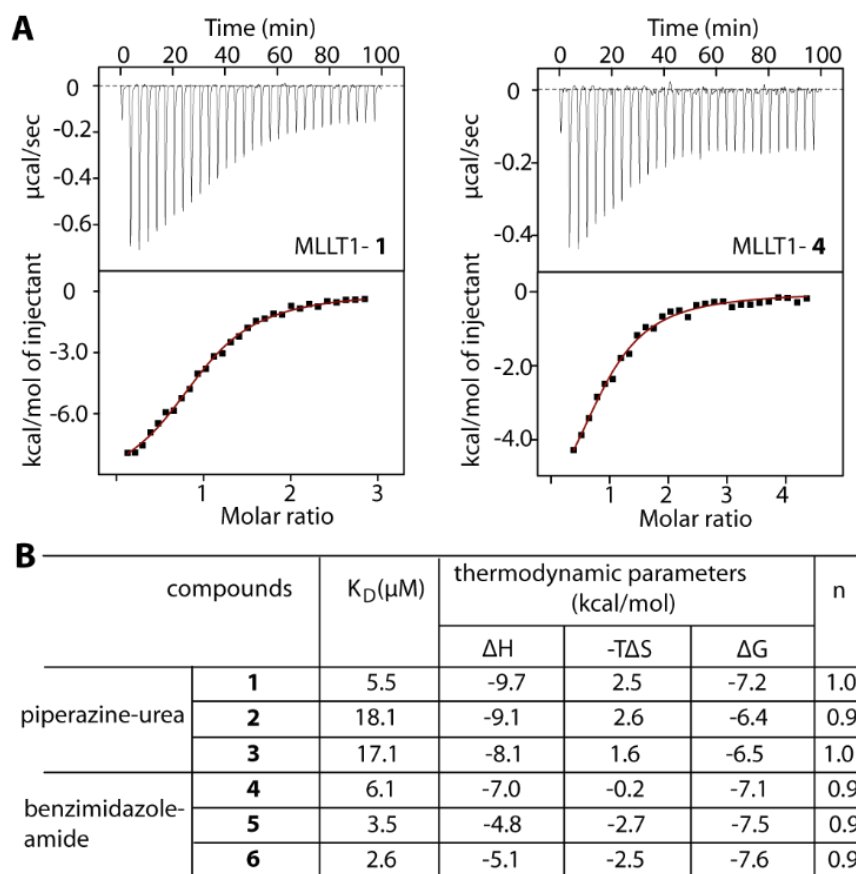 A
Time (min)
0 20 40 60 80 100
0
-0.2
-0.4
-0.6
µcal/sec
MLLT1- 1
0
-3.0
-6.0
kcal/mol of injectant
1 2 3
Molar ratio
Time (min)
0 20 40 60 80 100
0
-0.2
-0.4
µcal/sec
MLLT1- 4
0
-2.0
-4.0
kcal/mol of injectant
1 2 3 4
Molar ratio
B
compounds K_D(µM) thermodynamic parameters (kcal/mol) n
ΔH -TΔS ΔG
piperazine-urea
1 5.5 -9.7 2.5 -7.2 1.0
2 18.1 -9.1 2.6 -6.4 0.9
3 17.1 -8.1 1.6 -6.5 1.0
benzimidazole-
amide
4 6.1 -7.0 -0.2 -7.1 0.9
5 3.5 -4.8 -2.7 -7.5 0.9
6 2.6 -5.1 -2.5 -7.6 0.9